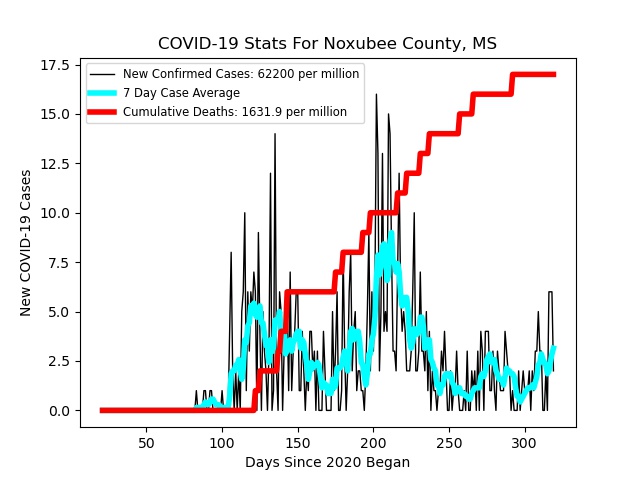 COVID-19 Stats For Noxubee County, MS
New Confirmed Cases: 62200 per million
7 Day Case Average
Cumulative Deaths: 1631.9 per million
New COVID-19 Cases
17.5
15.0
12.5
10.0
7.5
5.0
2.5
0.0
50 100 150 200 250 300
Days Since 2020 Began